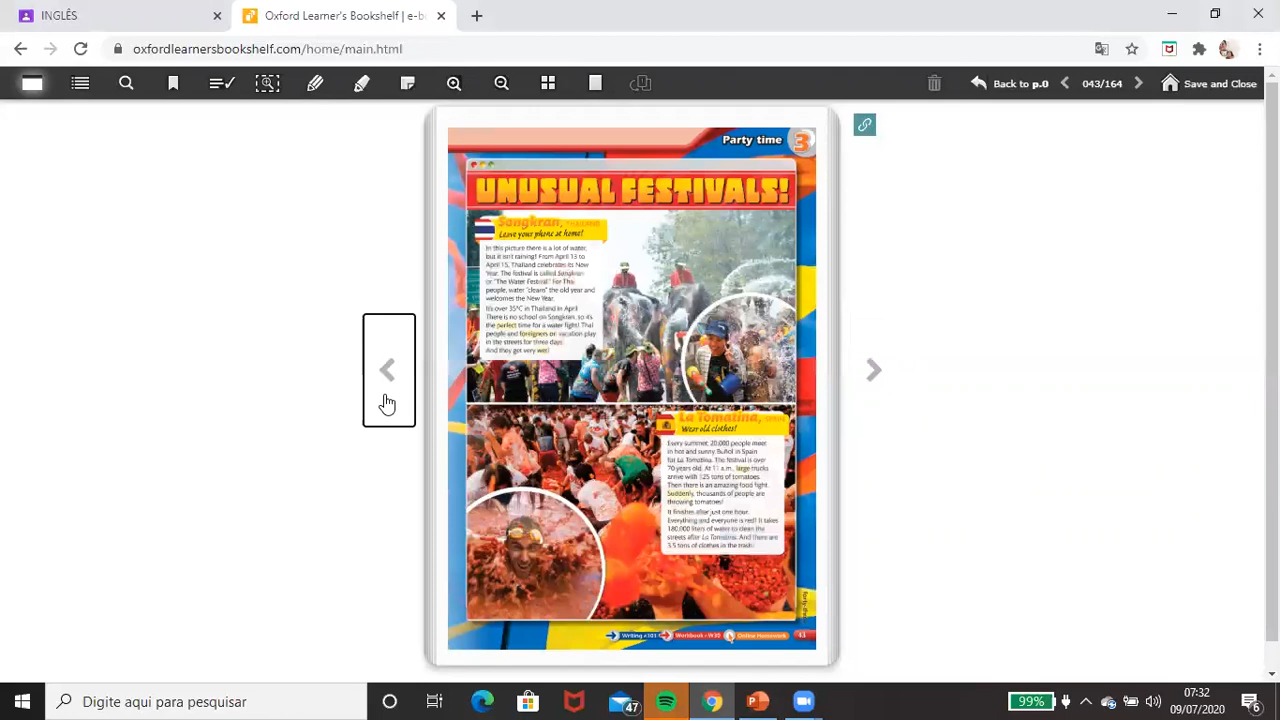 INGLÊS
Oxford Learner's Bookshelf | e-b
oxfordlearnersbookshelf.com/home/main.html
Back to p.0
043/164
Save and Close
Party time 3
UNUSUAL FESTIVALS!
Songkran, THAILAND
Leave your phone at home!
In this picture there is a lot of water,
but it isn't raining! From April 13 to
April 15, Thailand celebrates its New
Year. The festival is called Songkran
or "The Water Festival." For Thai
people, water "cleans" the old year and
welcomes the New Year.
It's over 35°C in Thailand in April.
There is no school on Songkran, so it's
the perfect time for a water fight! Thai
people and foreigners on vacation play
in the streets for three days.
And they get very wet!
La Tomatina, SPAIN
Wear old clothes!
Every summer, 20,000 people meet
in hot and sunny Buñol in Spain
for La Tomatina. The festival is over
70 years old. At 11 a.m., large trucks
arrive with 125 tons of tomatoes.
Then there is an amazing food fight.
Suddenly, thousands of people are
throwing tomatoes!
It finishes after just one hour.
Everything and everyone is red! It takes
180,000 liters of water to clean the
streets after La Tomatina. And there are
3.5 tons of clothes in the trash!
Writing p.101
Workbook p.W20
Online Homework
Digite aqui para pesquisar
47
99%
07:32
09/07/2020
6